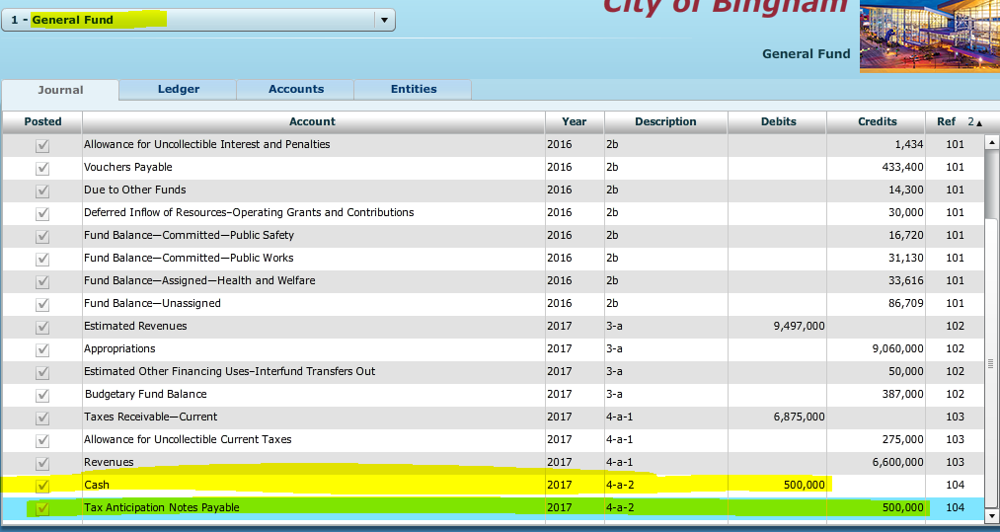 City of Bingham
1 - General Fund
General Fund
Journal Ledger Accounts Entities
Posted Account Year Description Debits Credits Ref 2▲
Allowance for Uncollectible Interest and Penalties 2016 2b 1,434 101
Vouchers Payable 2016 2b 433,400 101
Due to Other Funds 2016 2b 14,300 101
Deferred Inflow of Resources–Operating Grants and Contributions 2016 2b 30,000 101
Fund Balance—Committed—Public Safety 2016 2b 16,720 101
Fund Balance—Committed—Public Works 2016 2b 31,130 101
Fund Balance—Assigned—Health and Welfare 2016 2b 33,616 101
Fund Balance—Unassigned 2016 2b 86,709 101
Estimated Revenues 2017 3-a 9,497,000 102
Appropriations 2017 3-a 9,060,000 102
Estimated Other Financing Uses–Interfund Transfers Out 2017 3-a 50,000 102
Budgetary Fund Balance 2017 3-a 387,000 102
Taxes Receivable—Current 2017 4-a-1 6,875,000 103
Allowance for Uncollectible Current Taxes 2017 4-a-1 275,000 103
Revenues 2017 4-a-1 6,600,000 103
Cash 2017 4-a-2 500,000 104
Tax Anticipation Notes Payable 2017 4-a-2 500,000 104